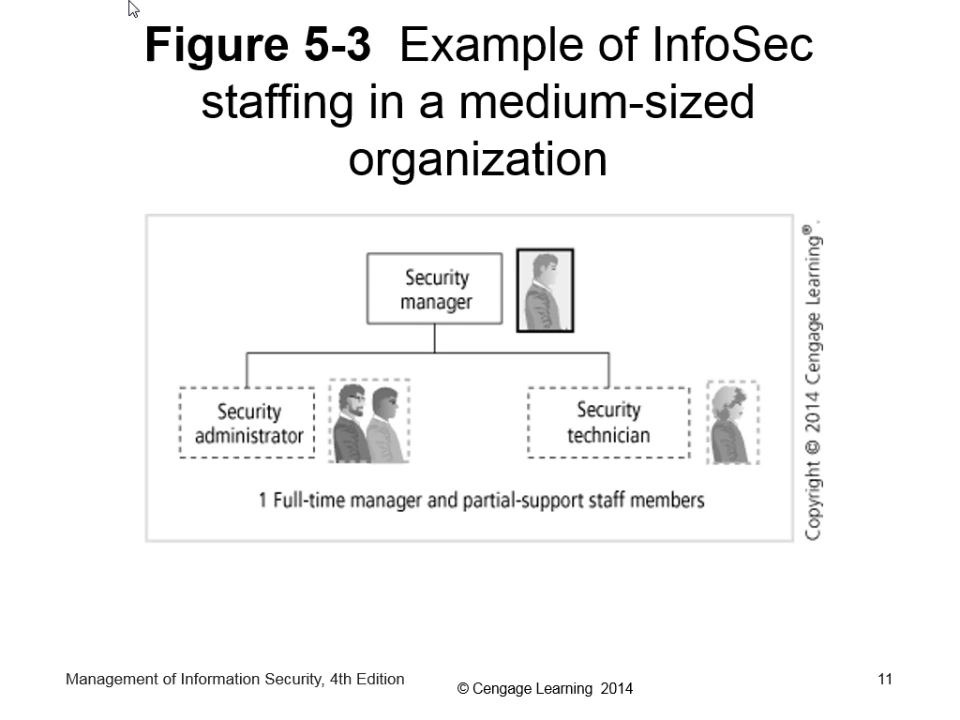 Figure 5-3 Example of InfoSec
staffing in a medium-sized
organization
Security
manager
Security
administrator
Security
technician
1 Full-time manager and partial-support staff members
Copyright © 2014 Cengage Learning®.
Management of Information Security, 4th Edition
© Cengage Learning 2014
11